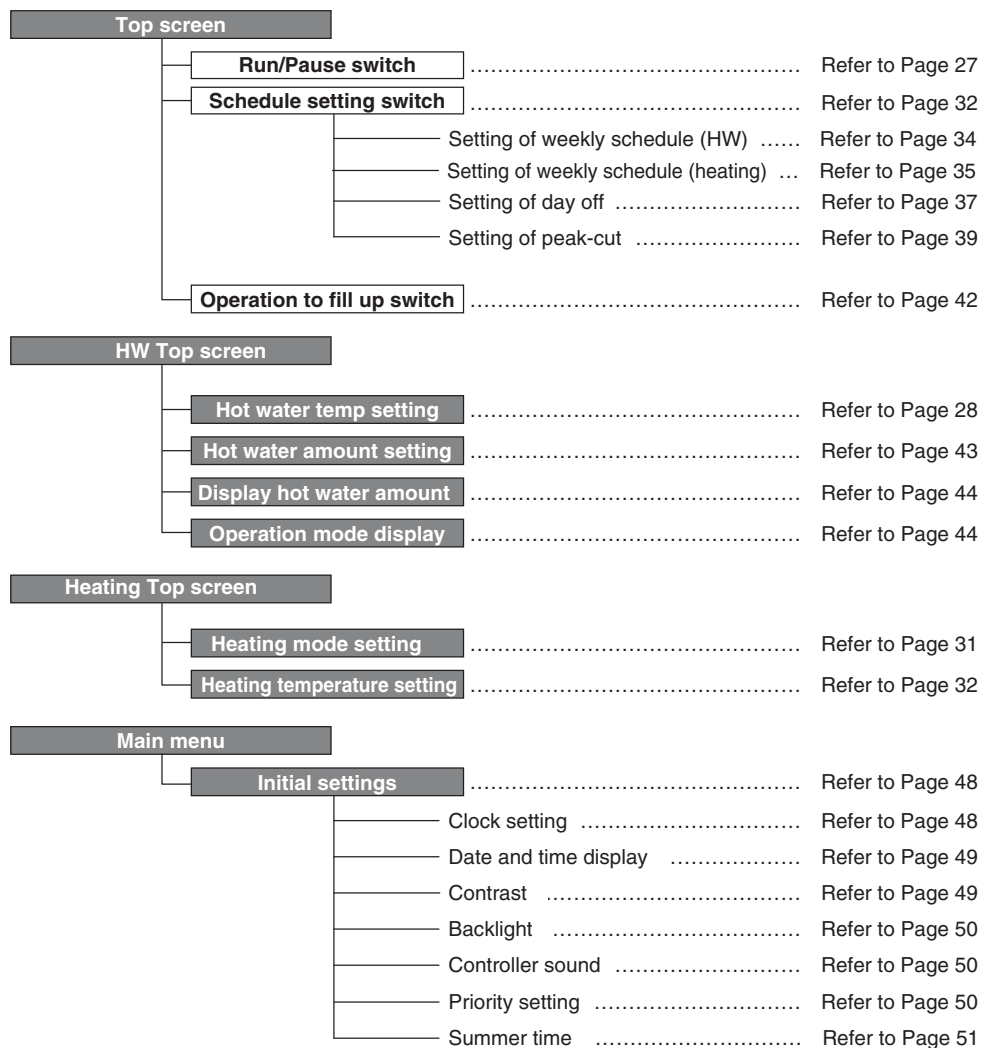 Top screen
Run/Pause switch ................................................ Refer to Page 27
Schedule setting switch ................................................ Refer to Page 32
Setting of weekly schedule (HW) ...... Refer to Page 34
Setting of weekly schedule (heating) ... Refer to Page 35
Setting of day off ........................... Refer to Page 37
Setting of peak-cut ........................ Refer to Page 39
Operation to fill up switch ................................................ Refer to Page 42
HW Top screen
Hot water temp setting ................................................ Refer to Page 28
Hot water amount setting ................................................ Refer to Page 43
Display hot water amount ................................................ Refer to Page 44
Operation mode display ................................................ Refer to Page 44
Heating Top screen
Heating mode setting ................................................ Refer to Page 31
Heating temperature setting ................................................ Refer to Page 32
Main menu
Initial settings ................................................ Refer to Page 48
Clock setting ................................ Refer to Page 48
Date and time display ................... Refer to Page 49
Contrast ..................................... Refer to Page 49
Backlight .................................... Refer to Page 50
Controller sound ........................... Refer to Page 50
Priority setting .............................. Refer to Page 50
Summer time .............................. Refer to Page 51